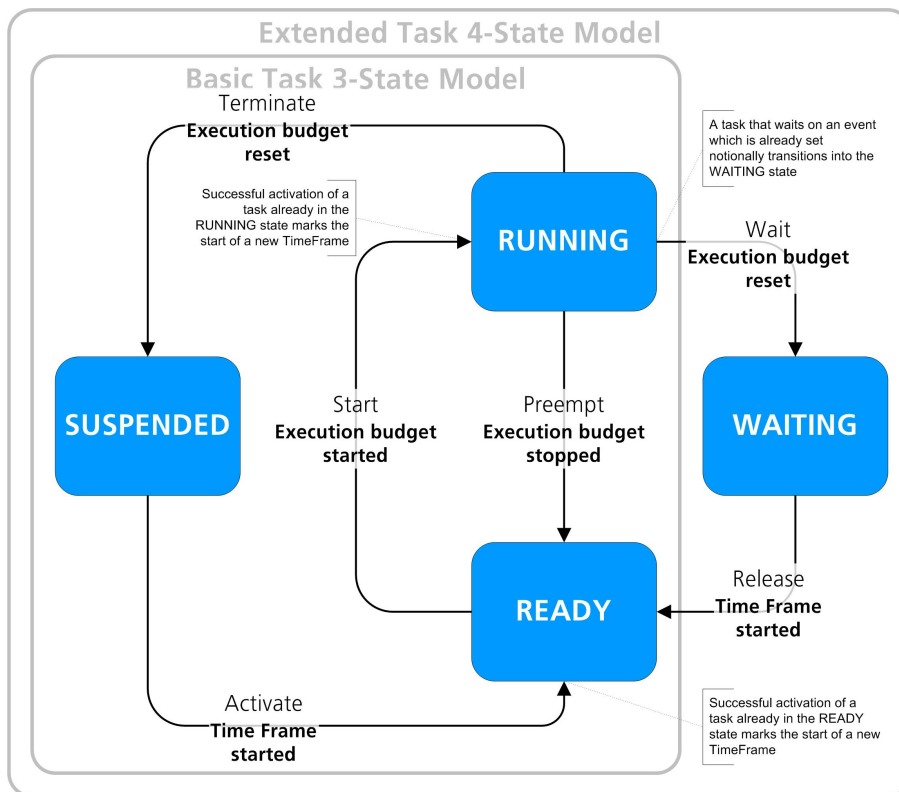 Extended Task 4-State Model
Basic Task 3-State Model
Terminate
Execution budget
reset
A task that waits on an event
which is already set
notionally transitions into the
WAITING state
Successful activation of a
task already in the
RUNNING state marks the
start of a new TimeFrame
RUNNING
Wait
Execution budget
reset
SUSPENDED
Start
Execution budget
started
Preempt
Execution budget
stopped
WAITING
READY
Release
Time Frame
started
Activate
Time Frame
started
Successful activation of a
task already in the READY
state marks the start of a new
TimeFrame